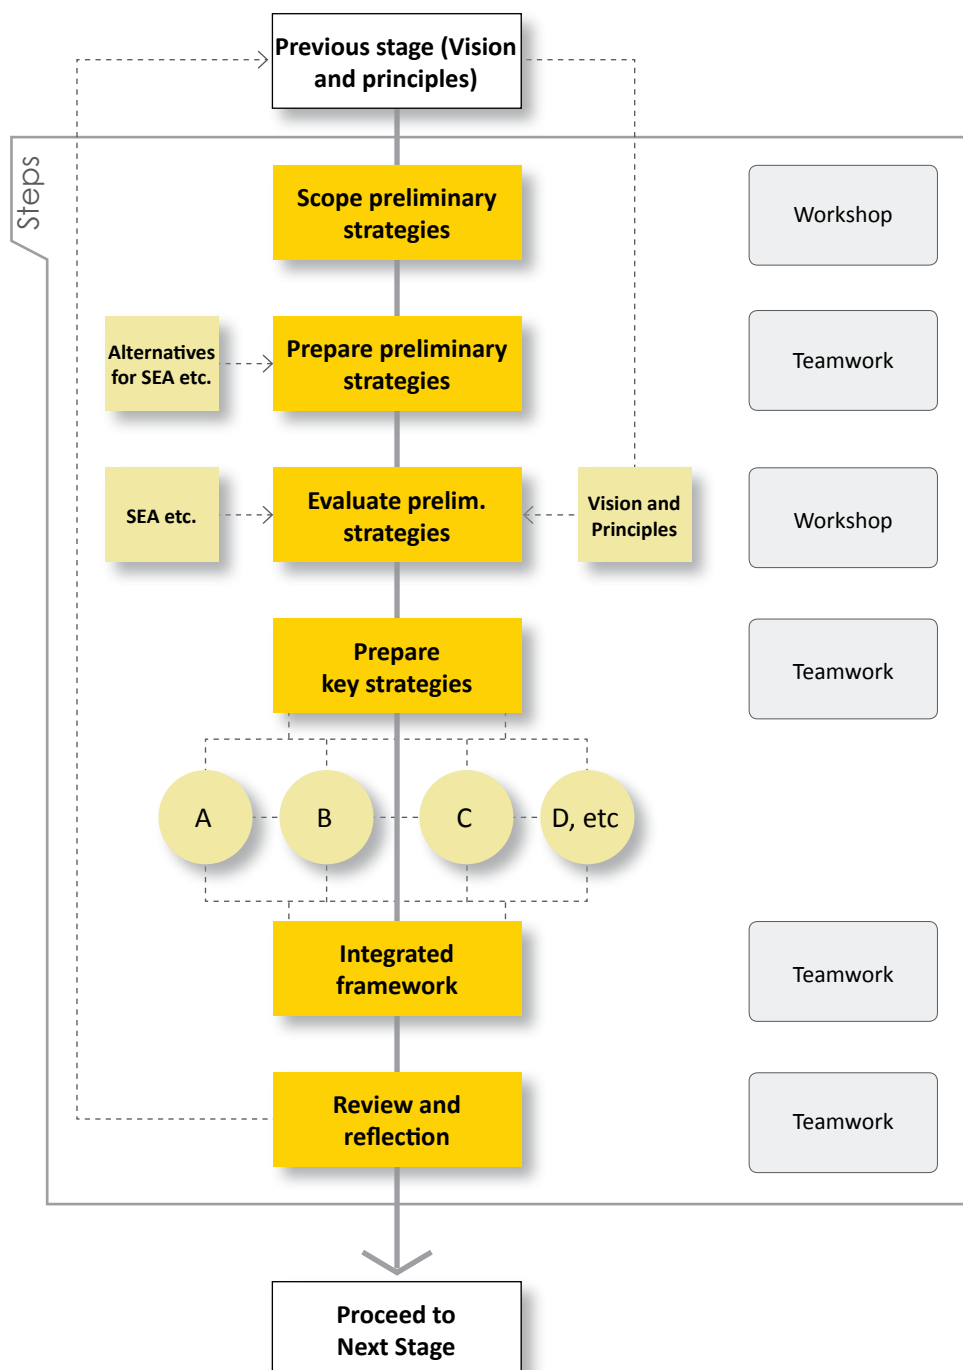 Previous stage (Vision
and principles)
Steps
Scope preliminary
strategies
Workshop
Alternatives
for SEA etc.
Prepare preliminary
strategies
Teamwork
SEA etc.
Evaluate prelim.
strategies
Vision and
Principles
Workshop
Prepare
key strategies
Teamwork
A
B
C
D, etc
Integrated
framework
Teamwork
Review and
reflection
Teamwork
Proceed to
Next Stage